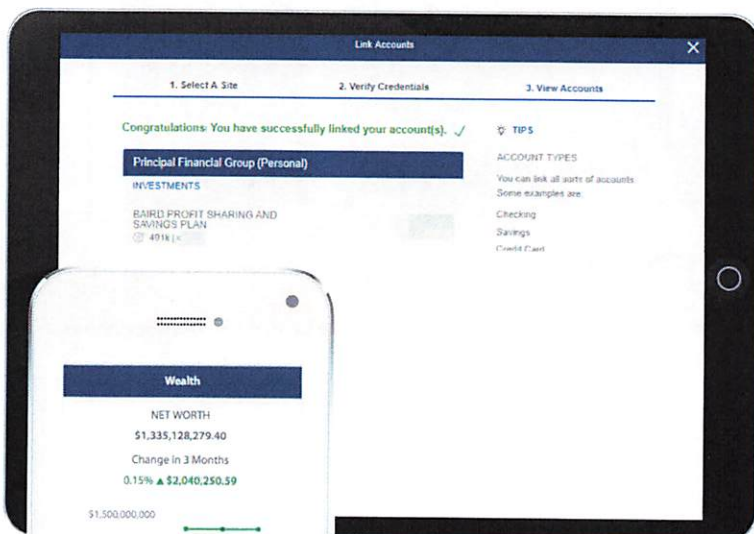 Link Accounts
1. Select A Site 2. Verify Credentials 3. View Accounts
Congratulations: You have successfully linked your account(s).
TIPS
Principal Financial Group (Personal)
ACCOUNT TYPES
INVESTMENTS
You can link all sorts of accounts
Some examples are:
BAIRD PROFIT SHARING AND
SAVINGS PLAN
401k
Checking
Savings
Credit Card
Wealth
NET WORTH
$1,335,128,279.40
Change in 3 Months
0.15% ▲ $2,040,250.59
$1,500,000,000